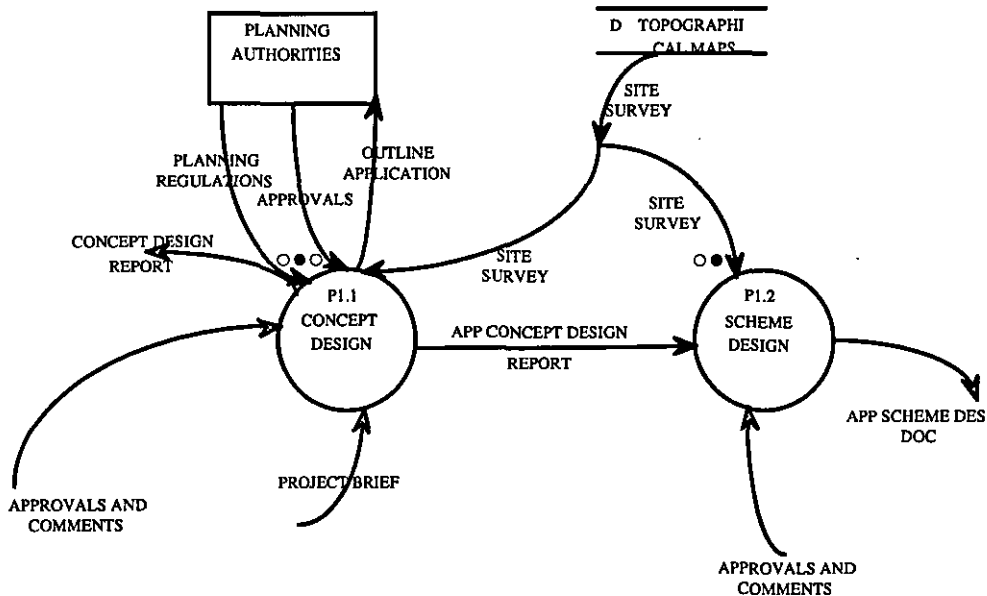 PLANNING
AUTHORITIES
D TOPOGRAPHI
CAL MAPS
SITE
SURVEY
PLANNING
REGULATIONS
APPROVALS
OUTLINE
APPLICATION
SITE
SURVEY
CONCEPT DESIGN
REPORT
SITE
SURVEY
P1.1
CONCEPT
DESIGN
P1.2
SCHEME
DESIGN
APP CONCEPT DESIGN
REPORT
APP SCHEME DES
DOC
PROJECT BRIEF
APPROVALS AND
COMMENTS
APPROVALS AND
COMMENTS